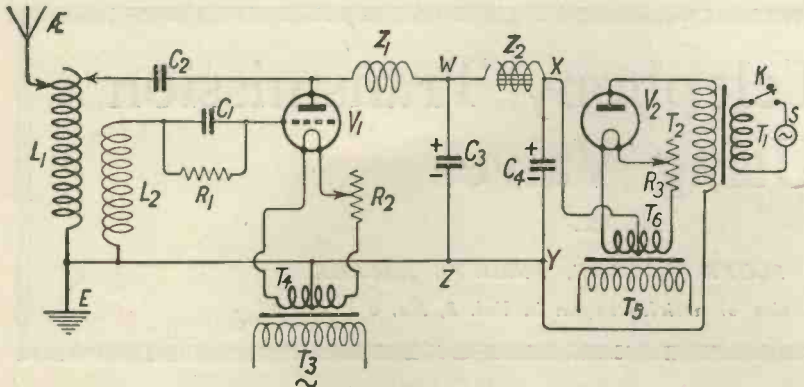 Æ
C2
Z1
W
Z2
X
C1
V1
V2
K
S
T2
T1
L1
L2
R1
R2
+
C3
−
+
C4
−
R3
T6
T4
Z
Y
E
T5
T3
~